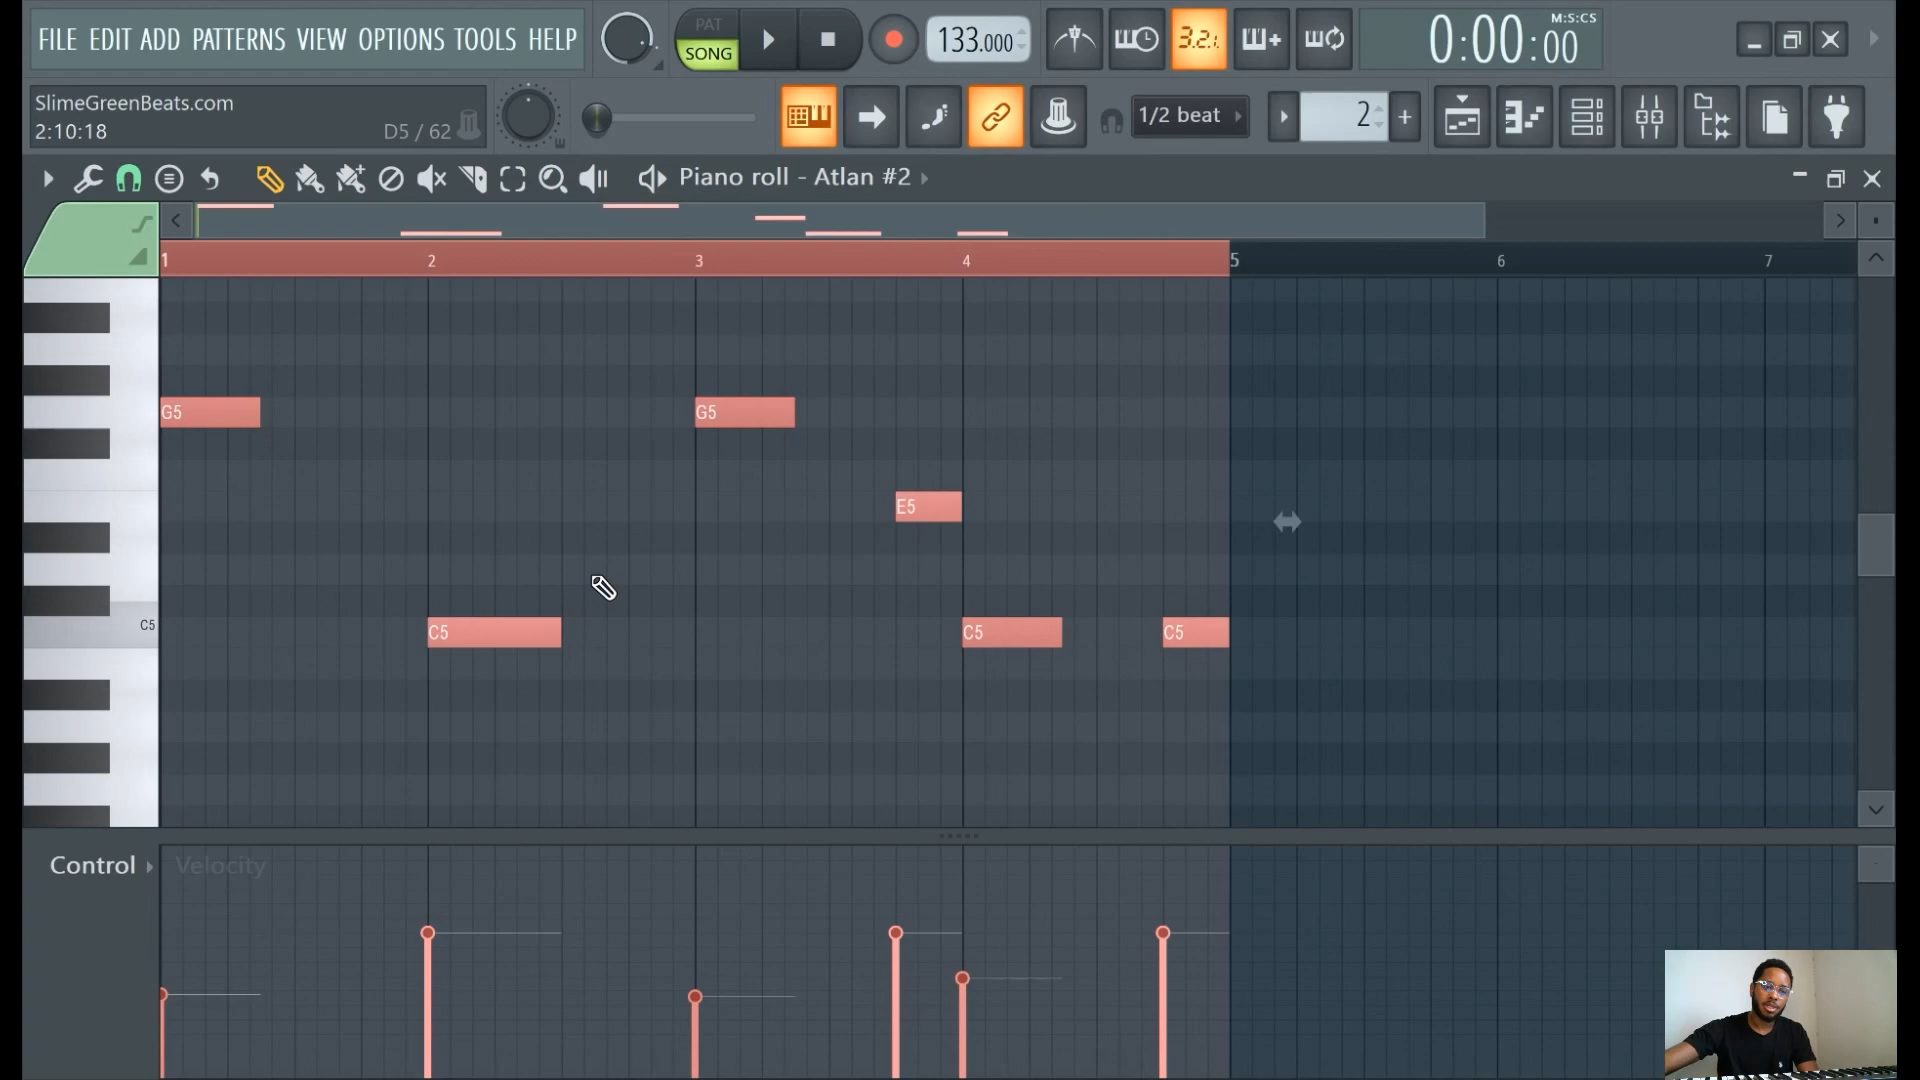 FILE EDIT ADD PATTERNS VIEW OPTIONS TOOLS HELP
PAT
SONG
133.000
3.2.1.
M:S:CS
0:00:00
SlimeGreenBeats.com
2:10:18
D5 / 62
1/2 beat
2
Piano roll - Atlan #2
1 2 3 4 5 6 7
G5 G5
E5
C5 C5 C5 C5
Control Velocity